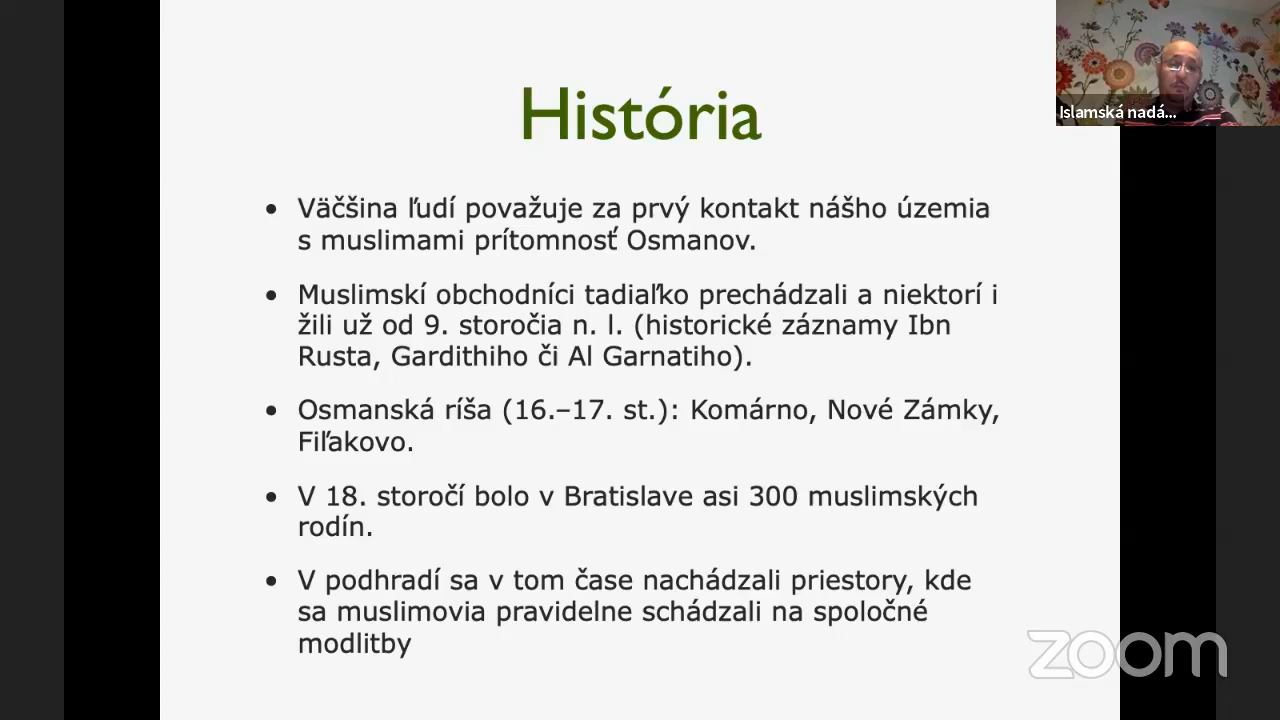 História
Islamská nadá...
• Väčšina ľudí považuje za prvý kontakt nášho územia
s muslimami prítomnosť Osmanov.
• Muslimskí obchodníci tadiaľko prechádzali a niektorí i
žili už od 9. storočia n. l. (historické záznamy Ibn
Rusta, Gardithiho či Al Garnatiho).
• Osmanská ríša (16.–17. st.): Komárno, Nové Zámky,
Fiľakovo.
• V 18. storočí bolo v Bratislave asi 300 muslimských
rodín.
• V podhradí sa v tom čase nachádzali priestory, kde
sa muslimovia pravidelne schádzali na spoločné
modlitby
zoom